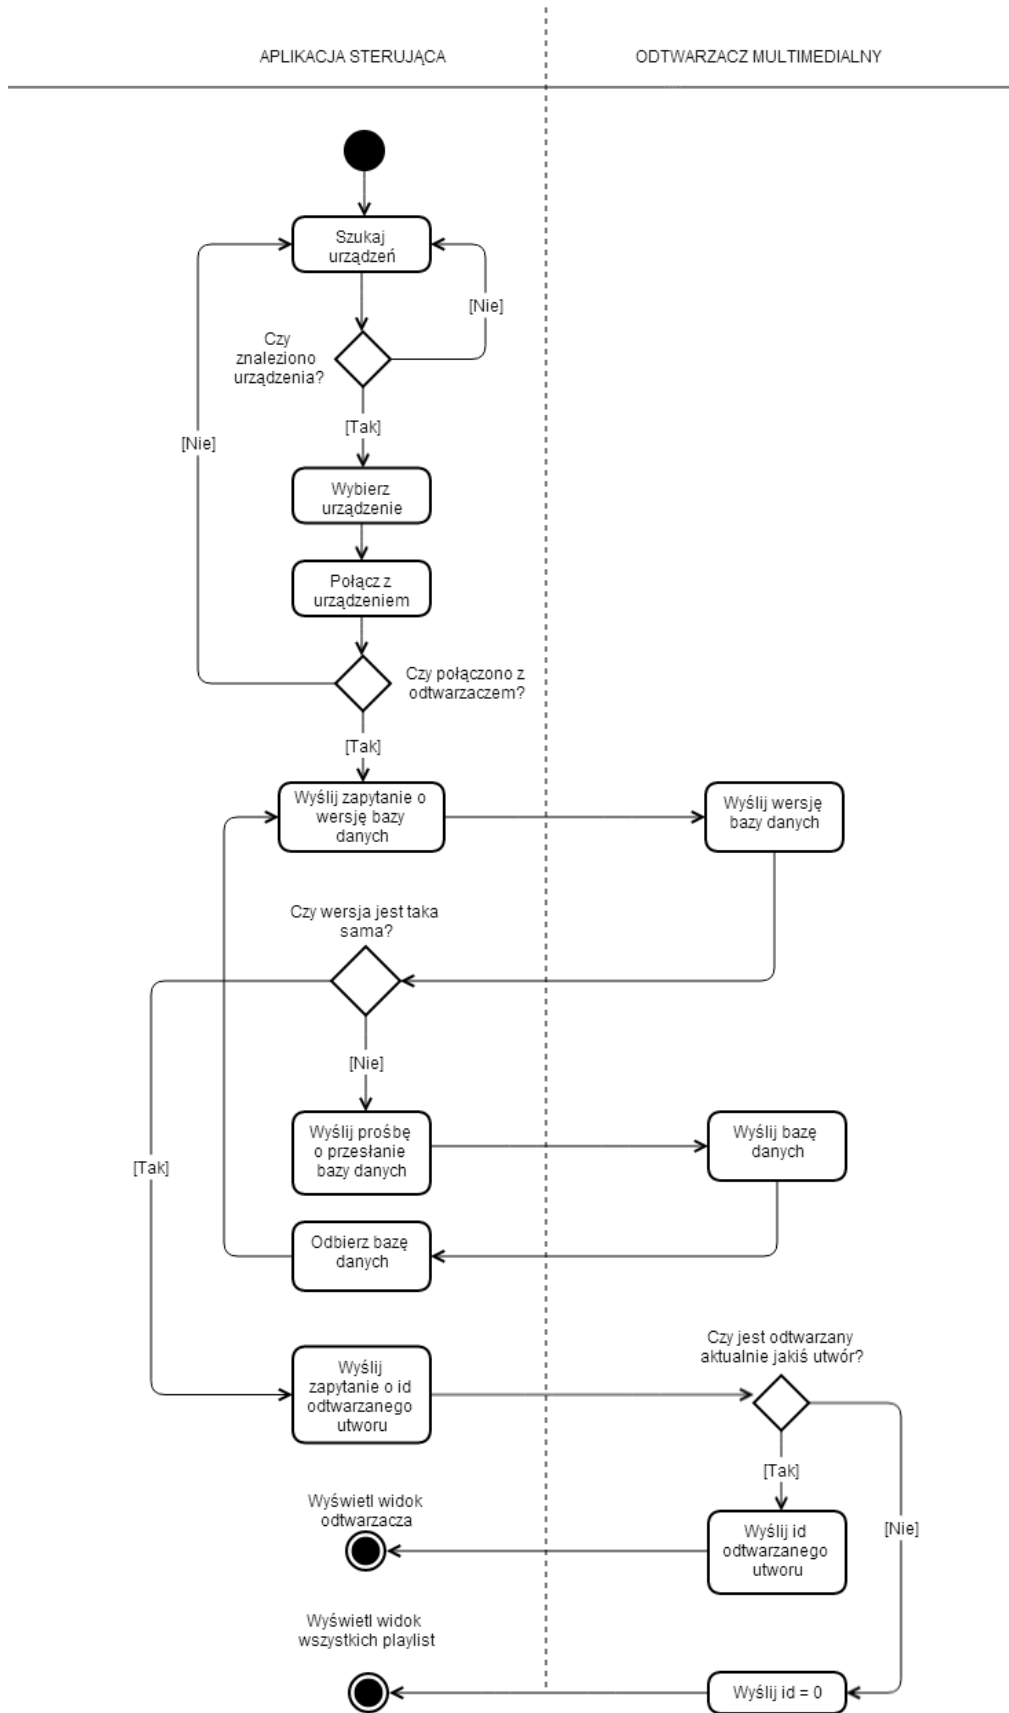 APLIKACJA STERUJĄCA
ODTWARZACZ MULTIMEDIALNY
Szukaj
urządzeń
[Nie]
Czy
znaleziono
urządzenia?
[Tak]
[Nie]
Wybierz
urządzenie
Połącz z
urządzeniem
Czy połączono z
odtwarzaczem?
[Tak]
Wyślij zapytanie o
wersję bazy
danych
Wyślij wersję
bazy danych
Czy wersja jest taka
sama?
[Nie]
Wyślij prośbę
o przesłanie
bazy danych
Wyślij bazę
danych
[Tak]
Odbierz bazę
danych
Czy jest odtwarzany
aktualnie jakiś utwór?
Wyślij
zapytanie o id
odtwarzanego
utworu
[Tak]
Wyświetl widok
odtwarzacza
Wyślij id
odtwarzanego
utworu
[Nie]
Wyświetl widok
wszystkich playlist
Wyślij id = 0